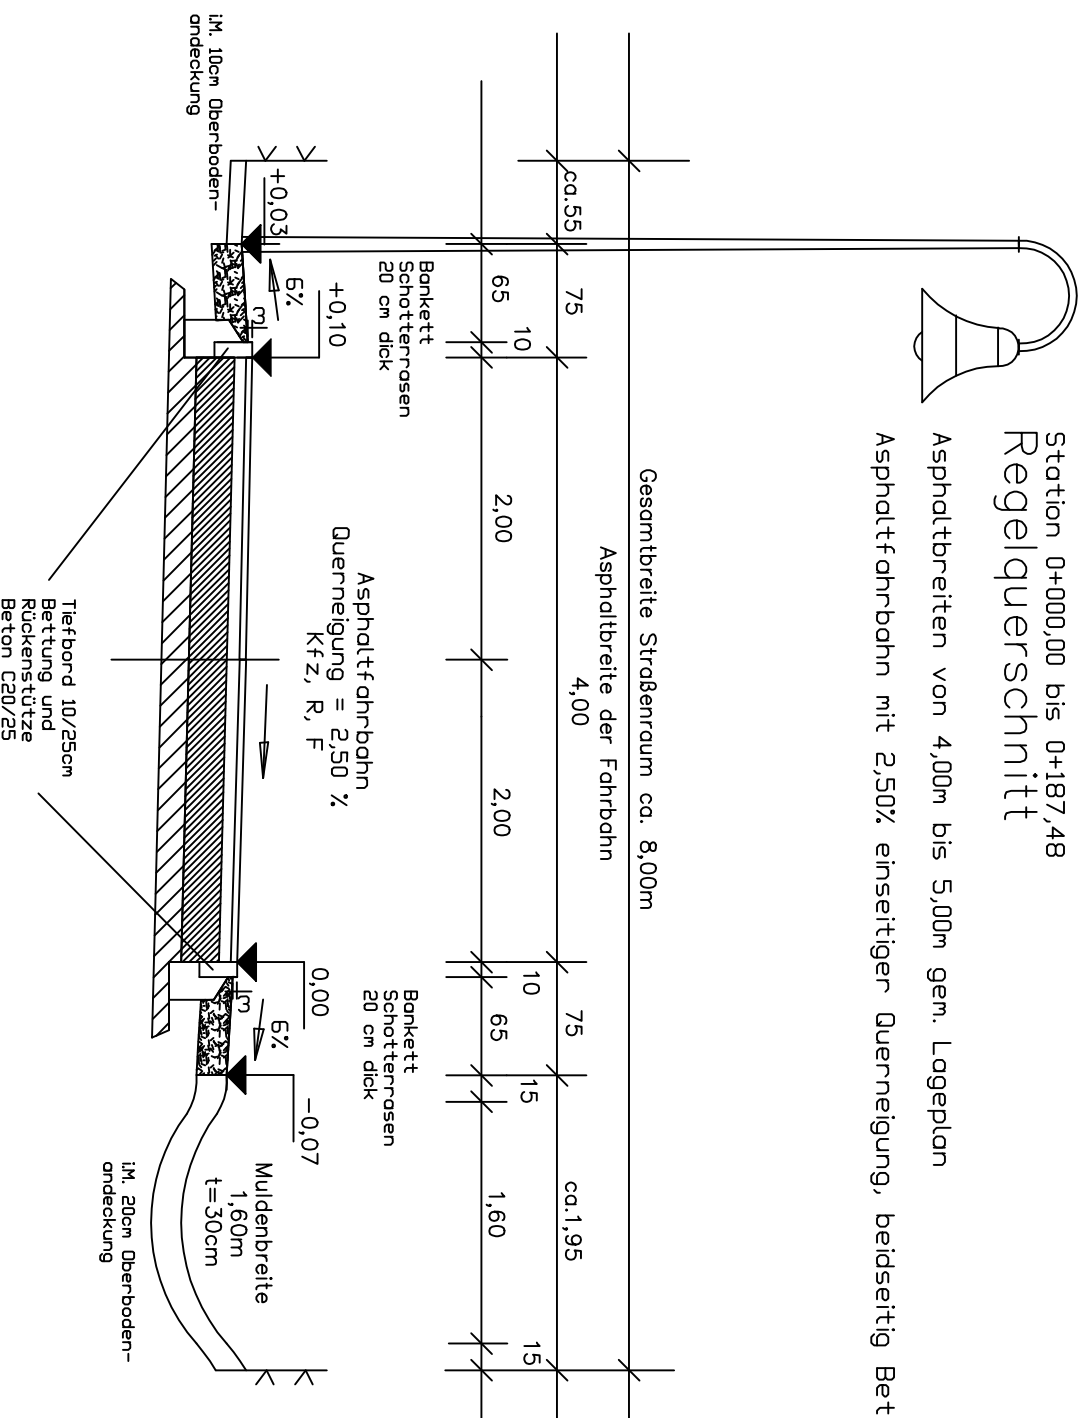 Station 0+000,00 bis 0+187,48
Regelquerschnitt
Asphaltbreiten von 4,00m bis 5,00m gem. Lageplan
Asphaltfahrbahn mit 2,50% einseitiger Querneigung, beidseitig Bet
Gesamtbreite Straßenraum ca. 8,00m
Asphaltbreite der Fahrbahn
4,00
ca.55
75
75
ca.1,95
10
10
15
15
65
2,00
2,00
65
1,60
Bankett
Schotterrasen
20 cm dick
Bankett
Schotterrasen
20 cm dick
Asphaltfahrbahn
Querneigung = 2,50 %
Kfz, R, F
+0,03
6%
+0,10
3
0,00
6%
3
-0,07
Muldenbreite
1,60m
t=30cm
i.M. 10cm Oberboden-
andeckung
i.M. 20cm Oberboden-
andeckung
Tiefbord 10/25cm
Bettung und
Rückenstütze
Beton C20/25